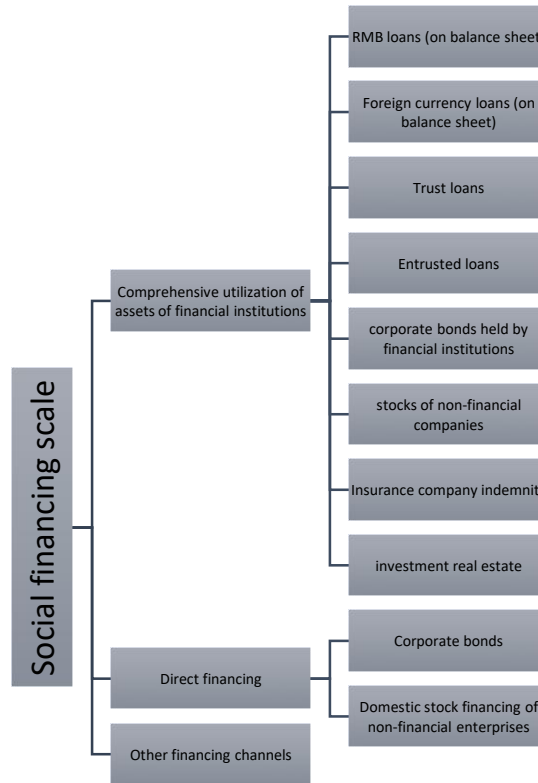 Social financing scale
Comprehensive utilization of
assets of financial institutions
RMB loans (on balance sheet
Foreign currency loans (on
balance sheet)
Trust loans
Entrusted loans
corporate bonds held by
financial institutions
stocks of non-financial
companies
Insurance company indemnit
investment real estate
Direct financing
Corporate bonds
Domestic stock financing of
non-financial enterprises
Other financing channels